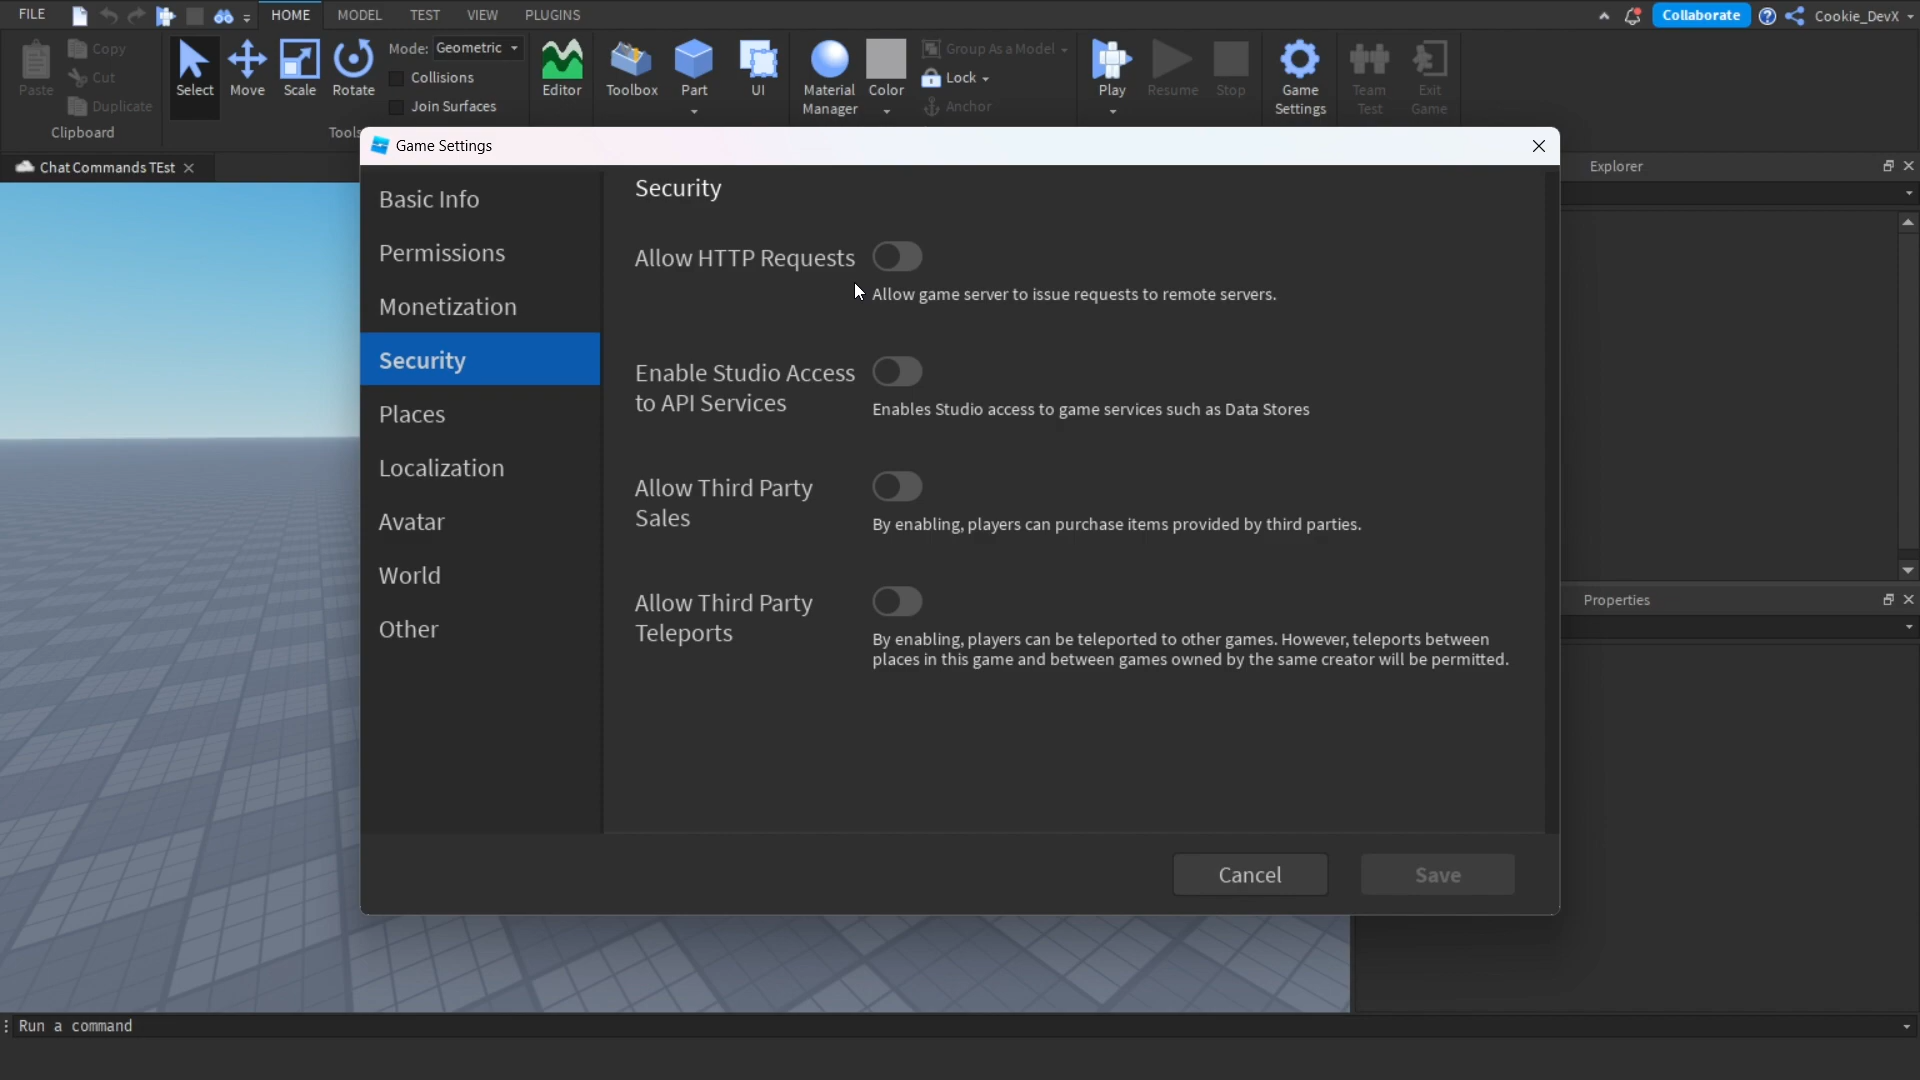 FILE
HOME
MODEL
TEST
VIEW
PLUGINS
Collaborate
Cookie_DevX
Paste
Copy
Cut
Duplicate
Clipboard
Select
Move
Scale
Rotate
Mode: Geometric
Collisions
Join Surfaces
Tools
Editor
Toolbox
Part
UI
Material
Manager
Color
Group As a Model
Lock
Anchor
Play
Resume
Stop
Game
Settings
Team
Test
Exit
Game
Chat Commands TEst
Game Settings
Basic Info
Permissions
Monetization
Security
Places
Localization
Avatar
World
Other
Security
Allow HTTP Requests
Allow game server to issue requests to remote servers.
Enable Studio Access
to API Services
Enables Studio access to game services such as Data Stores
Allow Third Party
Sales
By enabling, players can purchase items provided by third parties.
Allow Third Party
Teleports
By enabling, players can be teleported to other games. However, teleports between
places in this game and between games owned by the same creator will be permitted.
Cancel
Save
Explorer
Properties
Run a command